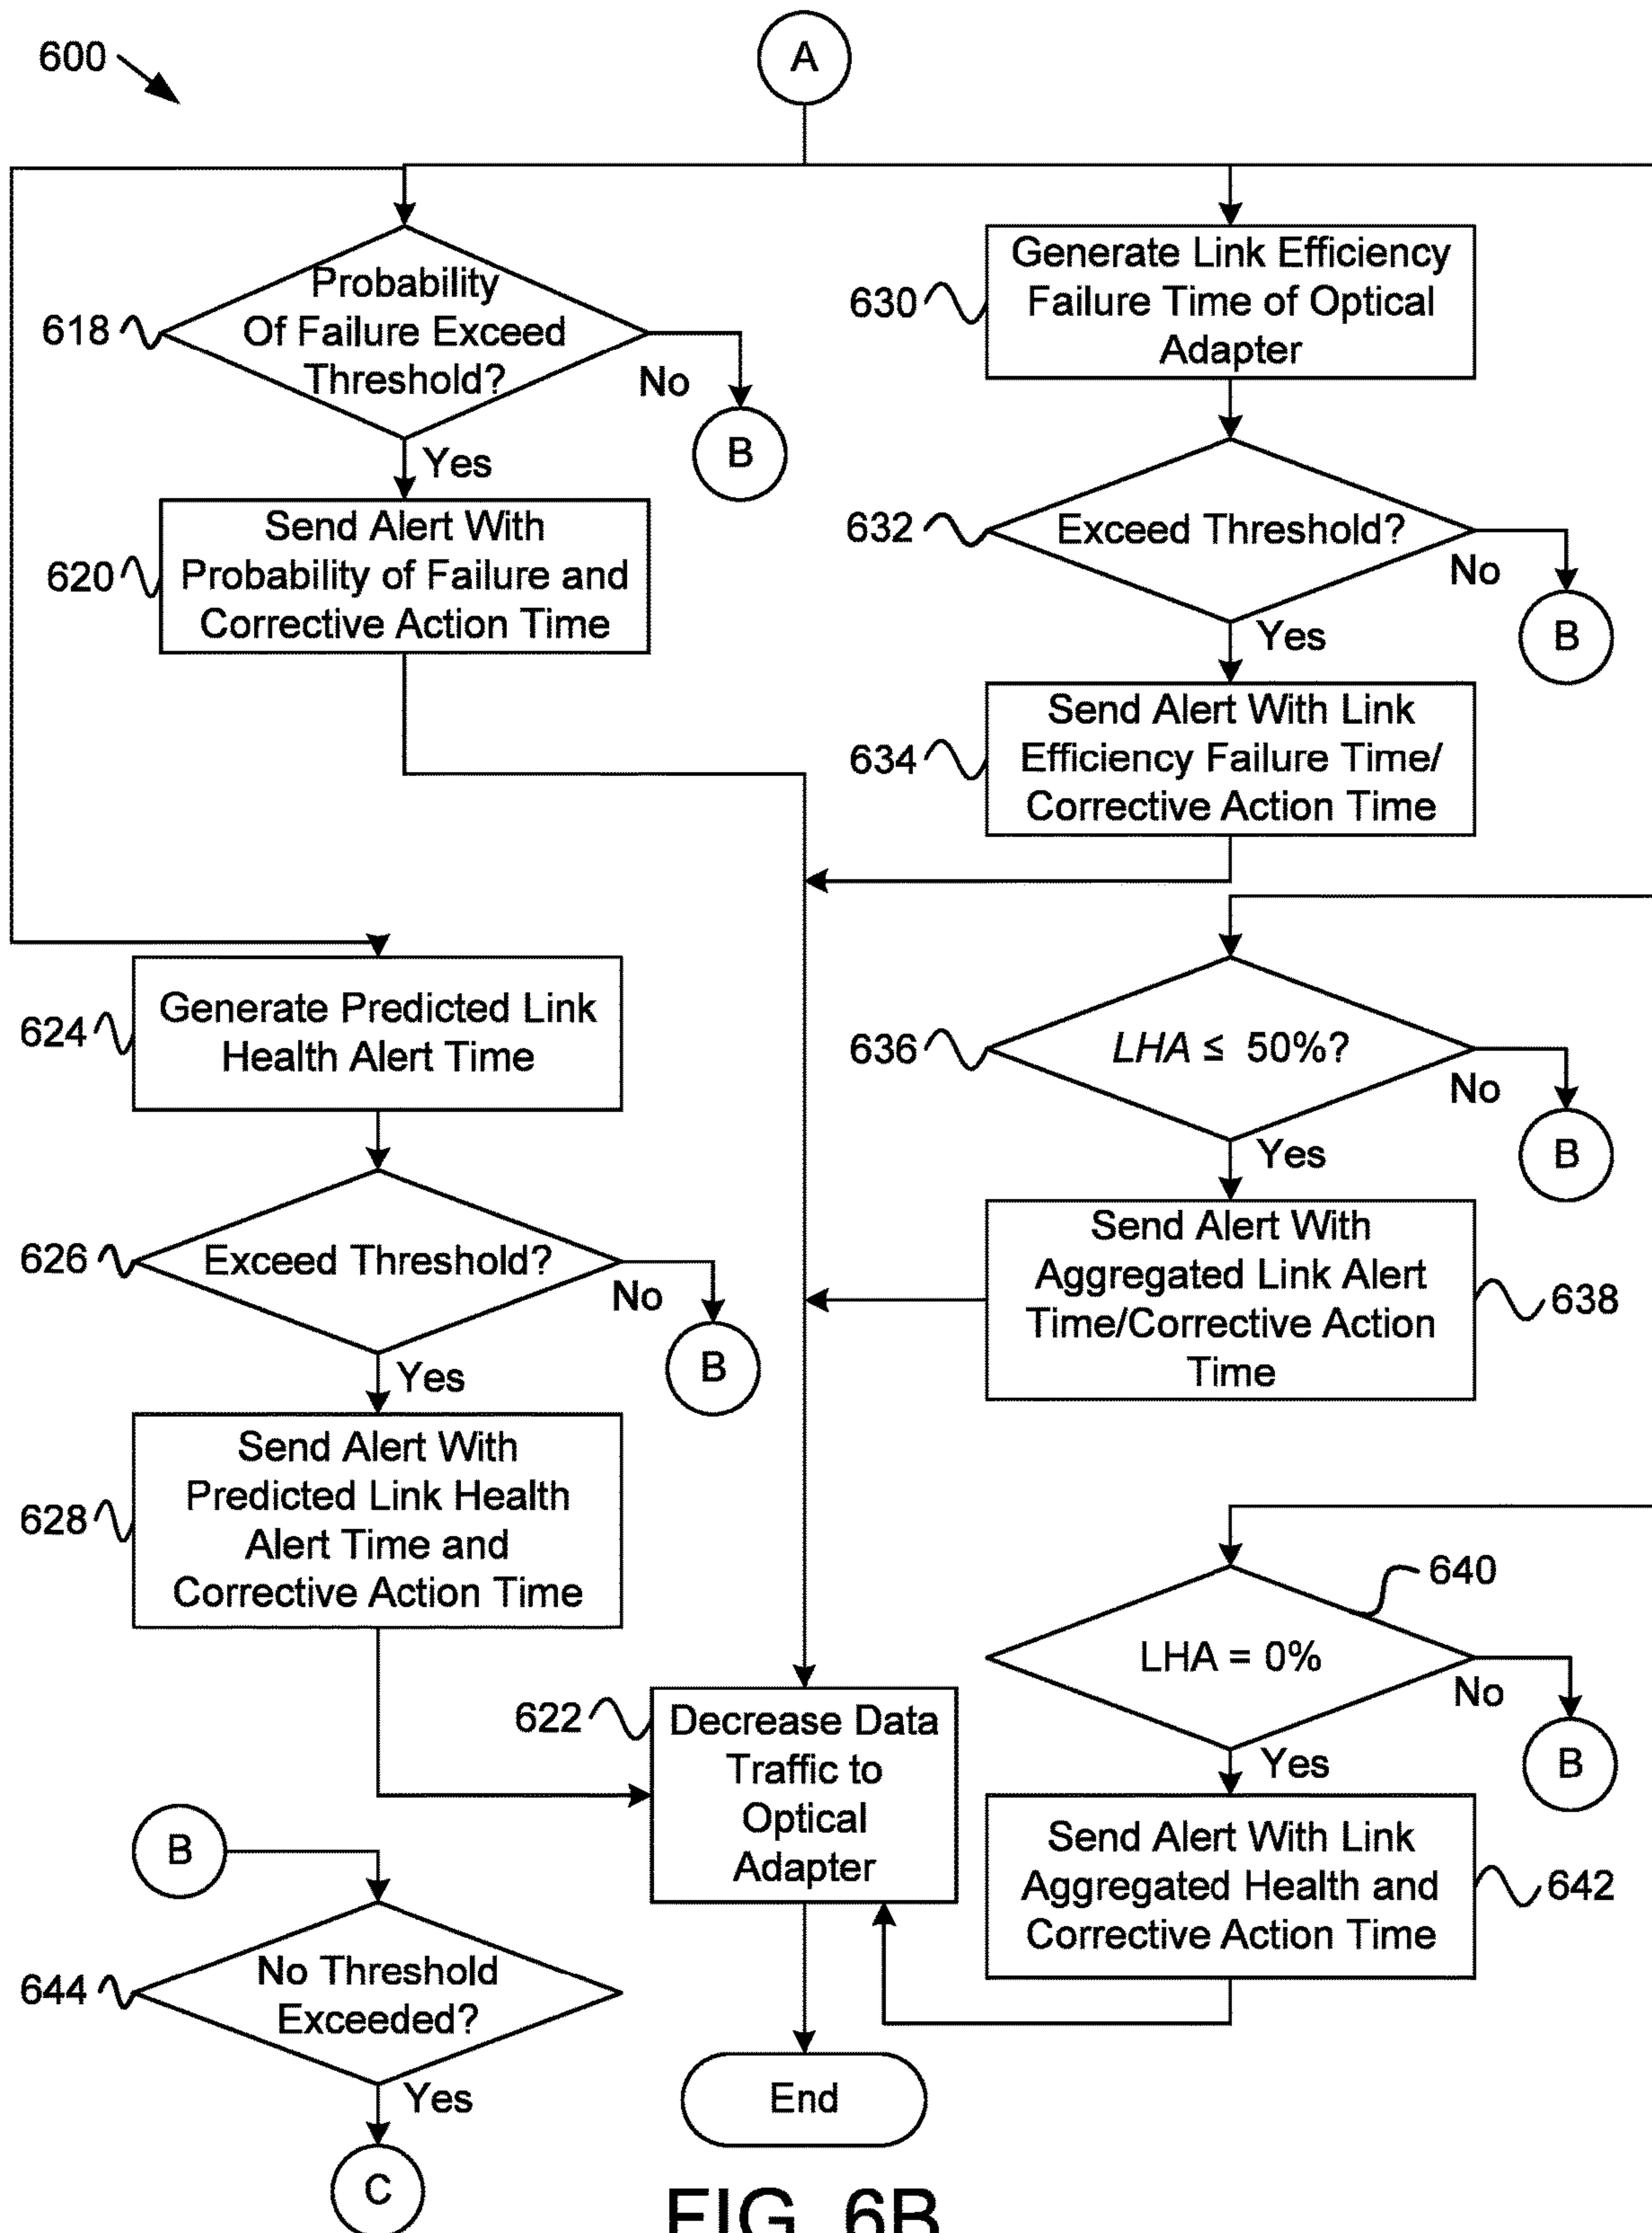 600
A
618
Probability
Of Failure Exceed
Threshold?
No
B
Yes
620
Send Alert With
Probability of Failure and
Corrective Action Time
630
Generate Link Efficiency
Failure Time of Optical
Adapter
632
Exceed Threshold?
No
B
Yes
634
Send Alert With Link
Efficiency Failure Time/
Corrective Action Time
624
Generate Predicted Link
Health Alert Time
626
Exceed Threshold?
No
B
Yes
628
Send Alert With
Predicted Link Health
Alert Time and
Corrective Action Time
636
LHA ≤ 50%?
No
B
Yes
Send Alert With
Aggregated Link Alert
Time/Corrective Action
Time
638
640
LHA = 0%
No
B
Yes
Send Alert With Link
Aggregated Health and
Corrective Action Time
642
622
Decrease Data
Traffic to
Optical
Adapter
B
644
No Threshold
Exceeded?
Yes
C
End
FIG. 6B